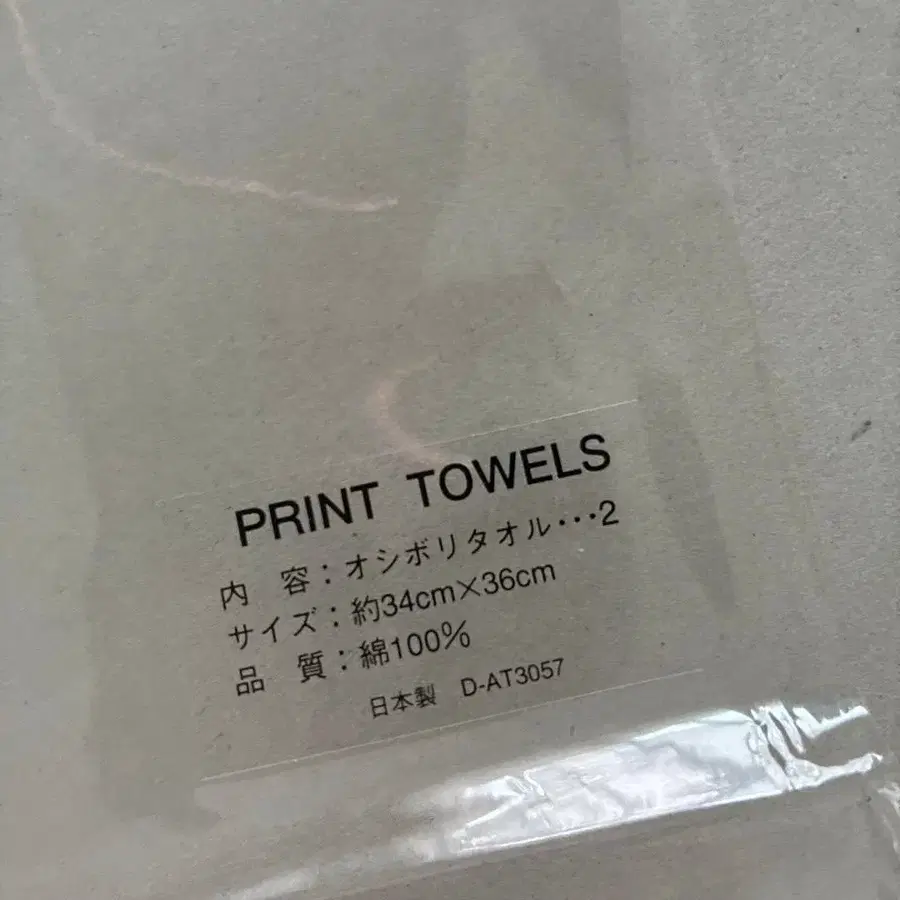 PRINT TOWELS
内　容：オシボリタオル・・・2
サイズ：約34cm×36cm
品　質：綿100％
日本製　D-AT3057